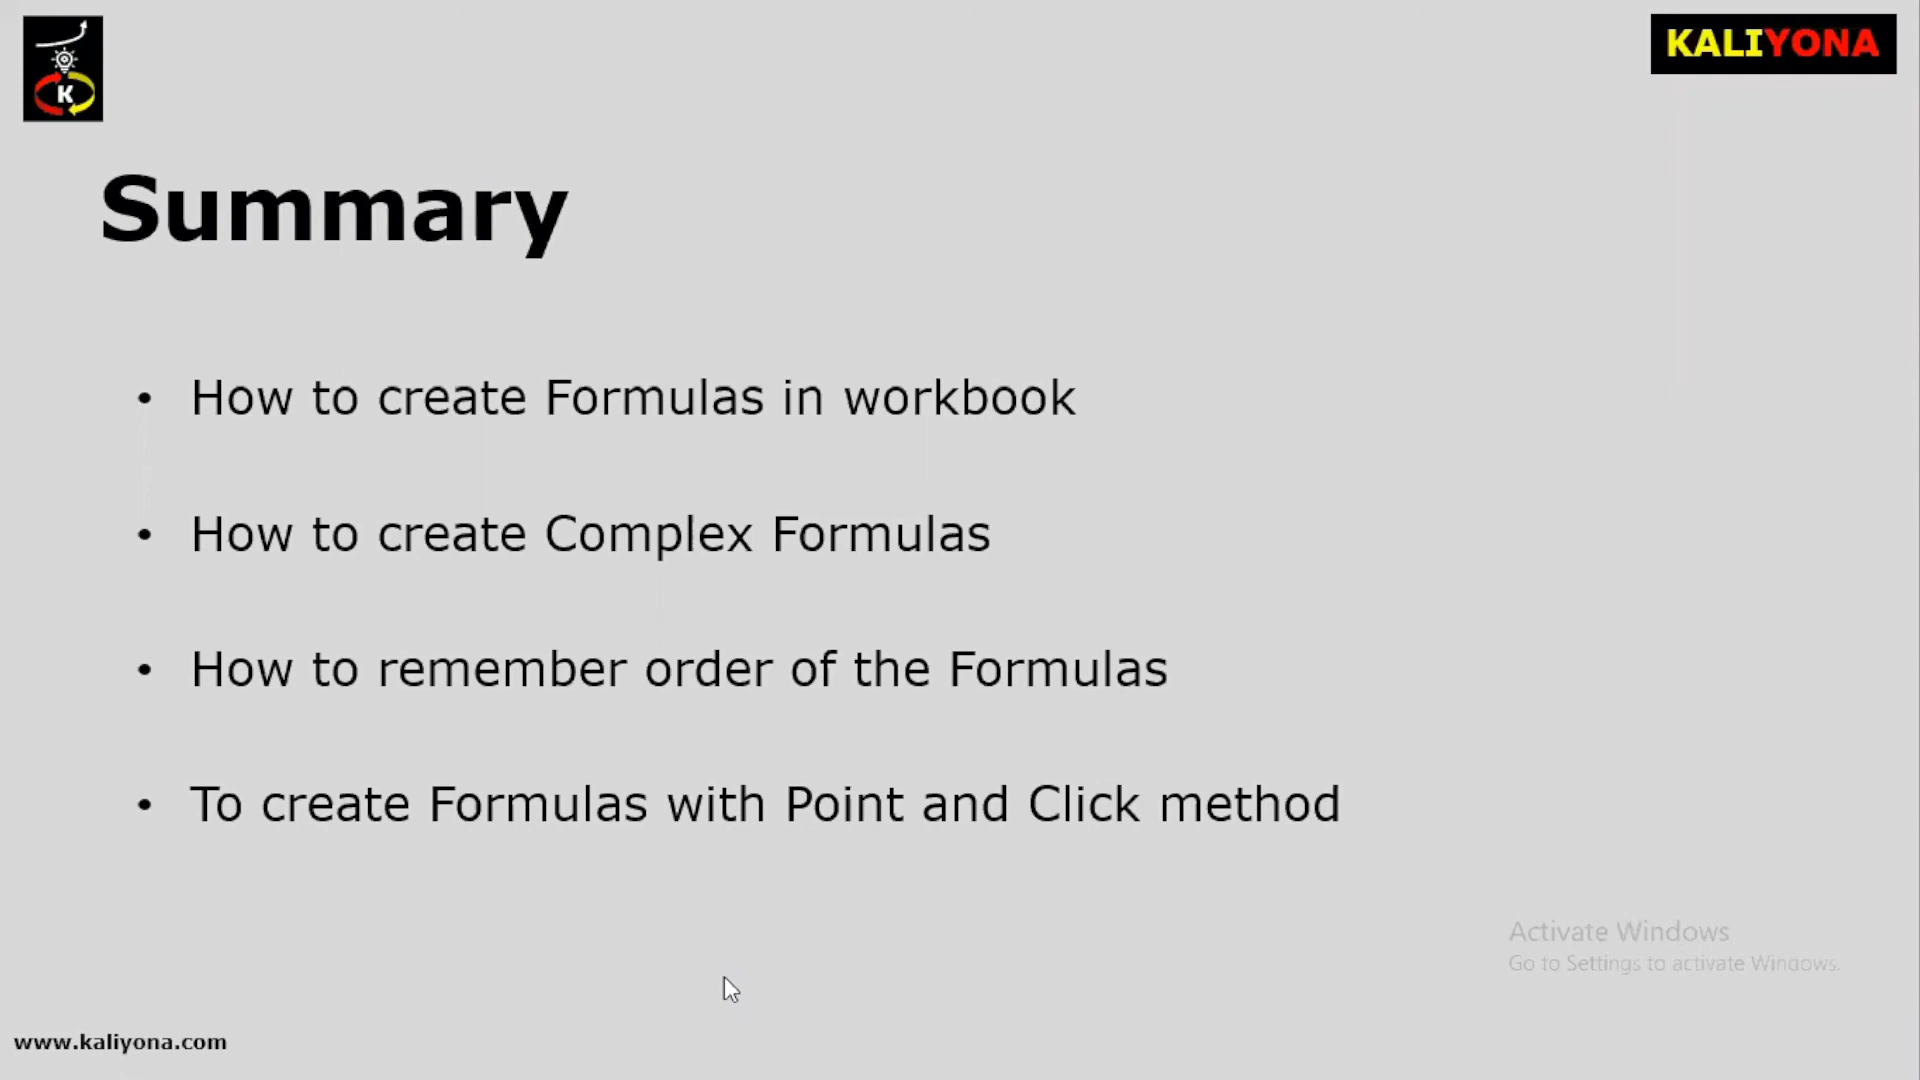 K
KALIYONA
Summary
• How to create Formulas in workbook
• How to create Complex Formulas
• How to remember order of the Formulas
• To create Formulas with Point and Click method
Activate Windows
Go to Settings to activate Windows.
www.kaliyona.com